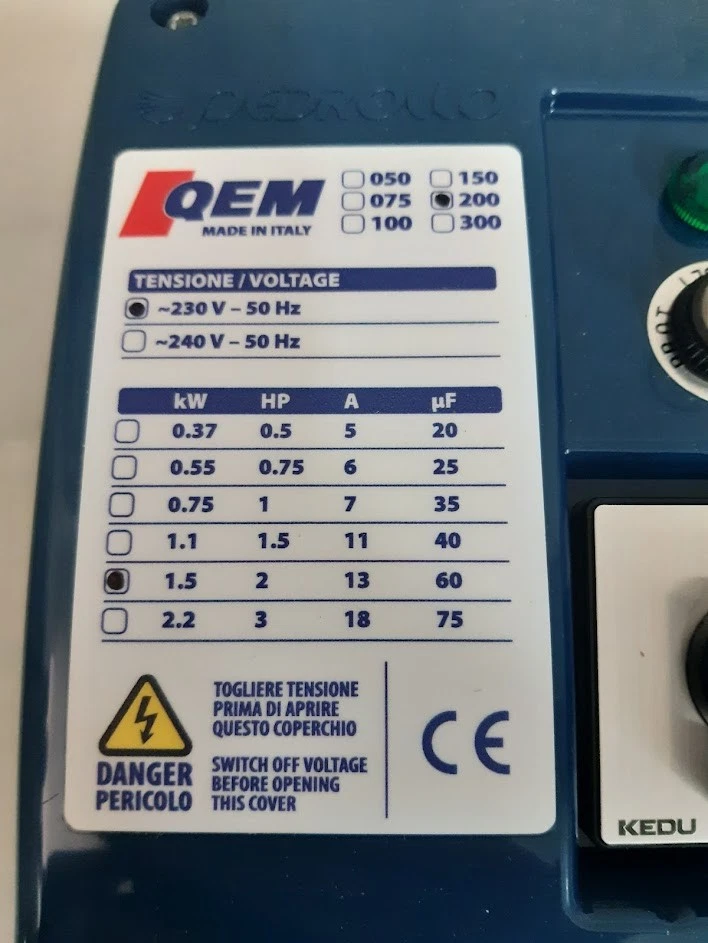 PEDROLLO
QEM
MADE IN ITALY
050 150
075 200
100 300
TENSIONE / VOLTAGE
~230 V – 50 Hz
~240 V – 50 Hz
kW HP A µF
0.37 0.5 5 20
0.55 0.75 6 25
0.75 1 7 35
1.1 1.5 11 40
1.5 2 13 60
2.2 3 18 75
DANGER
PERICOLO
TOGLIERE TENSIONE
PRIMA DI APRIRE
QUESTO COPERCHIO
SWITCH OFF VOLTAGE
BEFORE OPENING
THIS COVER
CE
KEDU